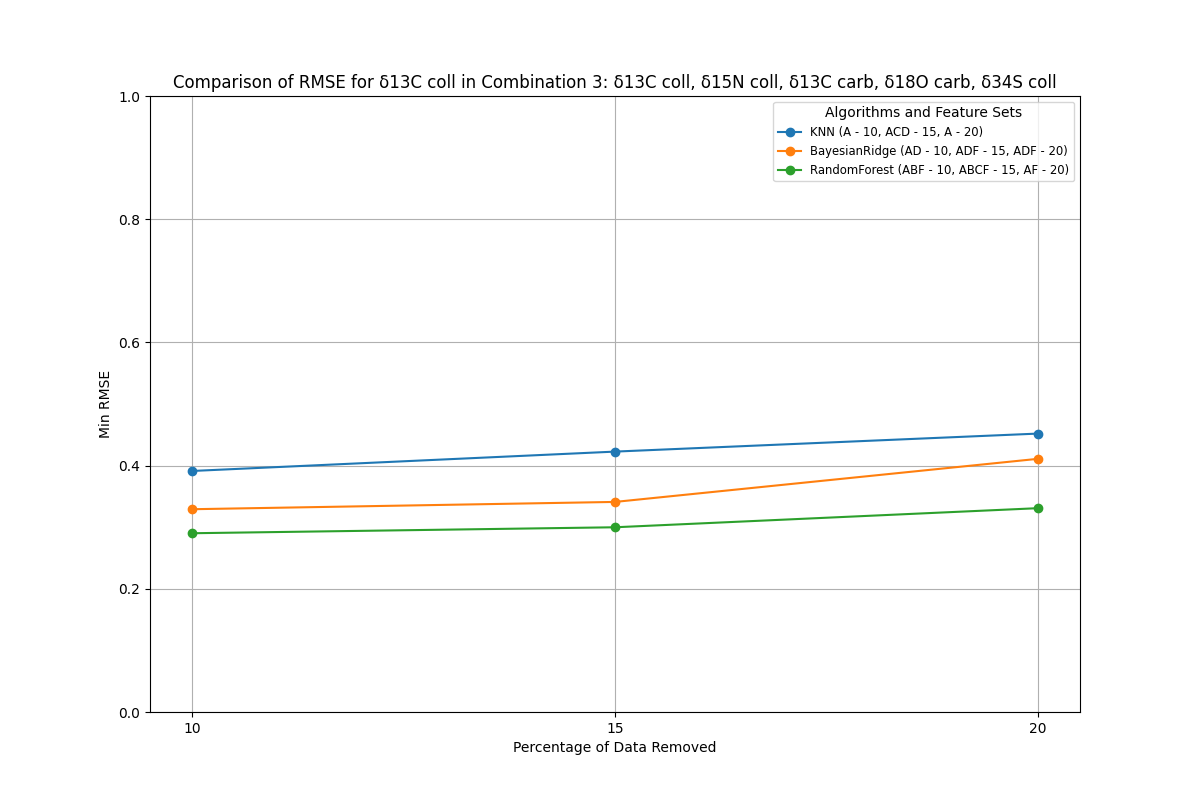 Comparison of RMSE for δ13C coll in Combination 3: δ13C coll, δ15N coll, δ13C carb, δ18O carb, δ34S coll
1.0
Algorithms and Feature Sets
KNN (A - 10, ACD - 15, A - 20)
BayesianRidge (AD - 10, ADF - 15, ADF - 20)
RandomForest (ABF - 10, ABCF - 15, AF - 20)
0.8
0.6
Min RMSE
0.4
0.2
0.0
10 15 20
Percentage of Data Removed